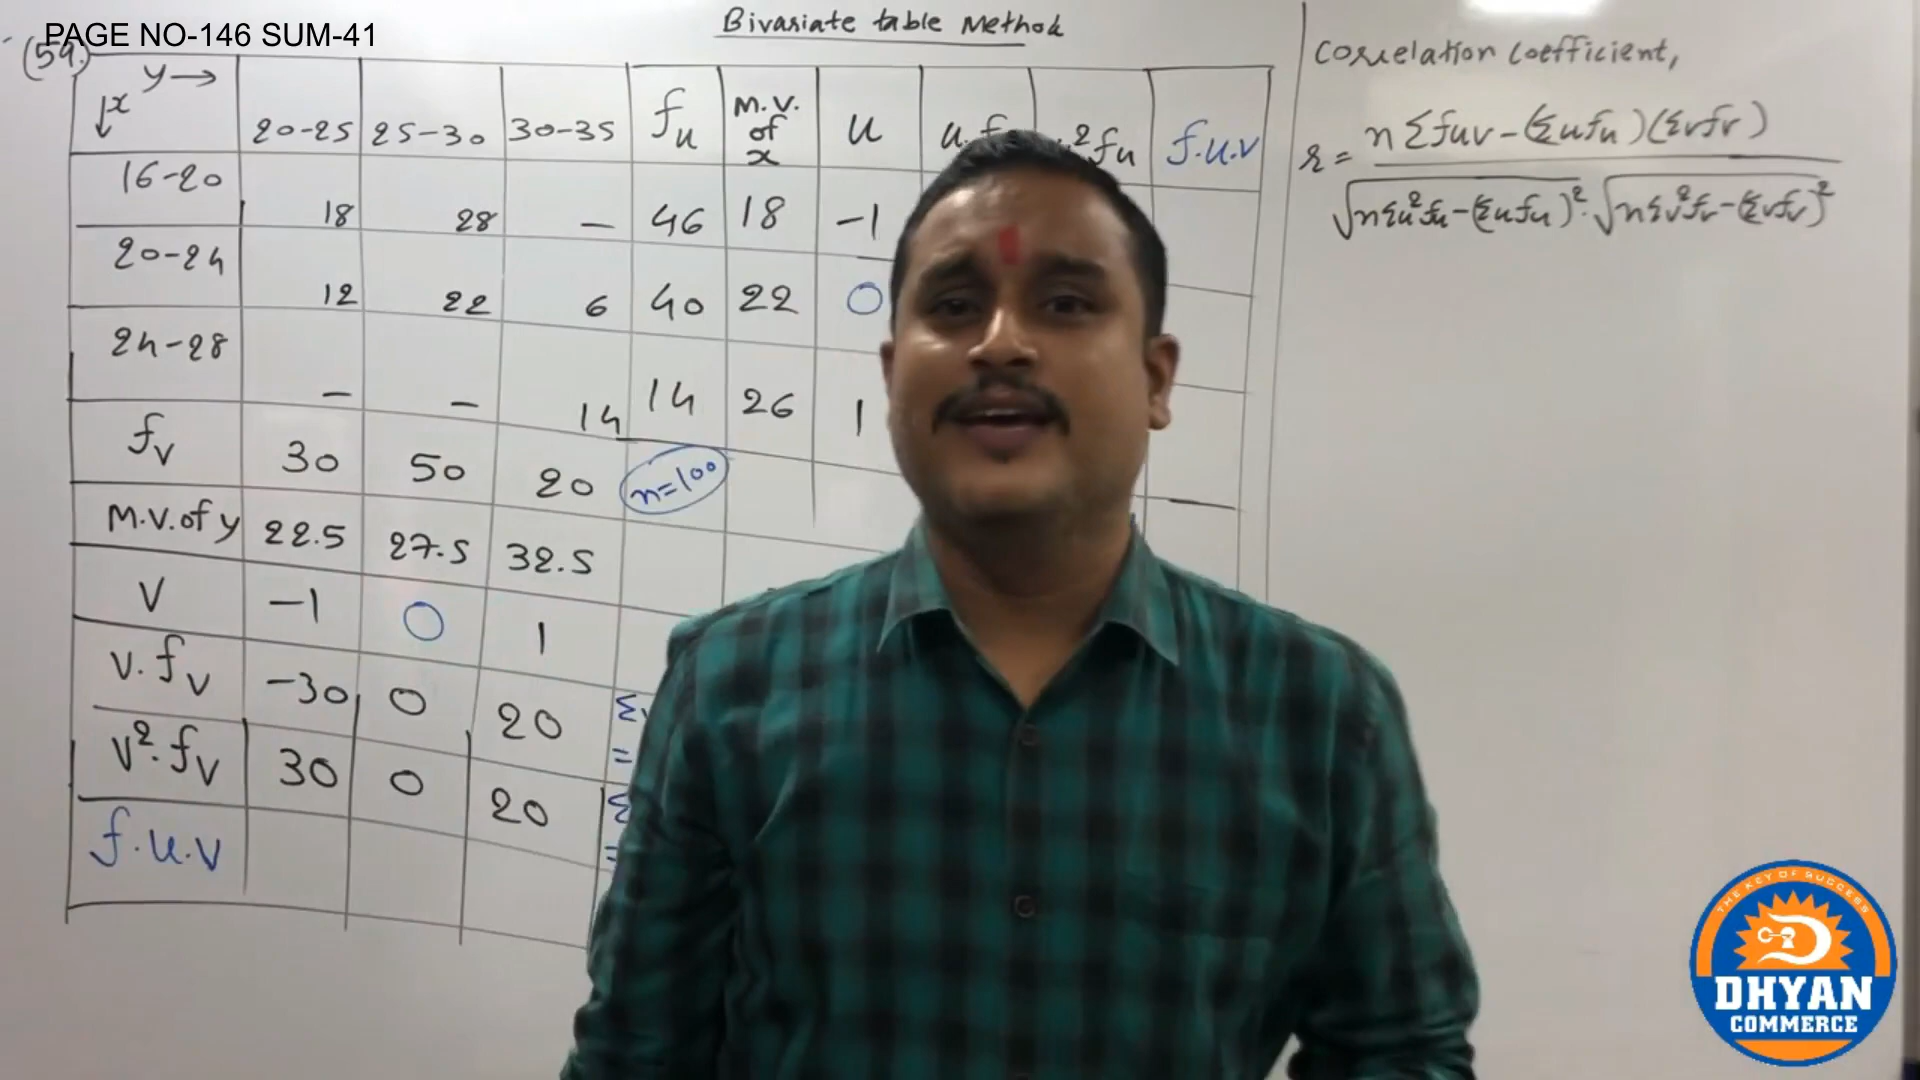 PAGE NO-146 SUM-41
Bivariate table Method
(59.)
y→
↓x
20-25 25-30 30-35 fu m.v. of x u u.f ²fu f.u.v
16-20 18 28 — 46 18 -1
20-24 12 22 6 40 22 0
24-28 — — 14 14 26 1
fv 30 50 20 n=100
M.V. of y 22.5 27.5 32.5
V -1 0 1
v.fv -30 0 20 Σv =
v².fv 30 0 20 Σ =
f.u.v
Correlation coefficient,
r = nΣfuv-(Σufu)(Σvfv)
√nΣu²fu-(Σufu)².√nΣv²fv-(Σvfv)²
THE KEY OF SUCCESS
DHYAN
COMMERCE